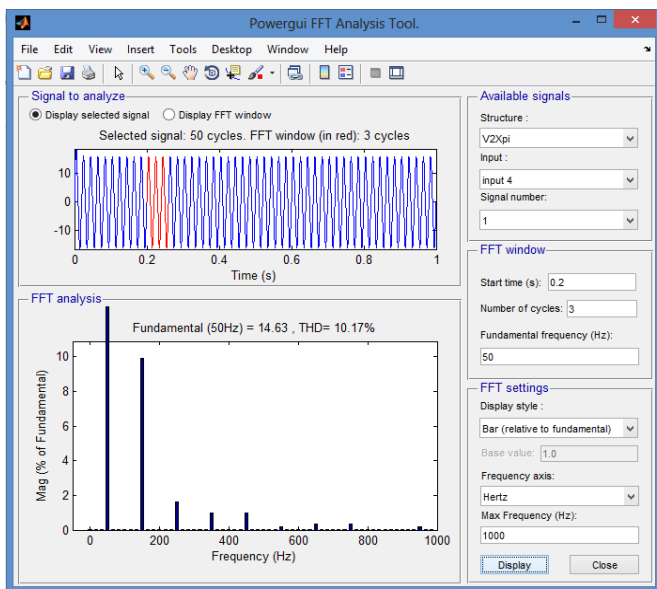 Powergui FFT Analysis Tool.
File Edit View Insert Tools Desktop Window Help
Signal to analyze
Display selected signal Display FFT window
Selected signal: 50 cycles. FFT window (in red): 3 cycles
10
0
-10
0 0.2 0.4 0.6 0.8 1
Time (s)
FFT analysis
Fundamental (50Hz) = 14.63 , THD= 10.17%
Mag (% of Fundamental)
10
8
6
4
2
0
0 200 400 600 800 1000
Frequency (Hz)
Available signals
Structure :
V2Xpi
Input :
input 4
Signal number:
1
FFT window
Start time (s): 0.2
Number of cycles: 3
Fundamental frequency (Hz):
50
FFT settings
Display style :
Bar (relative to fundamental)
Base value: 1.0
Frequency axis:
Hertz
Max Frequency (Hz):
1000
Display Close